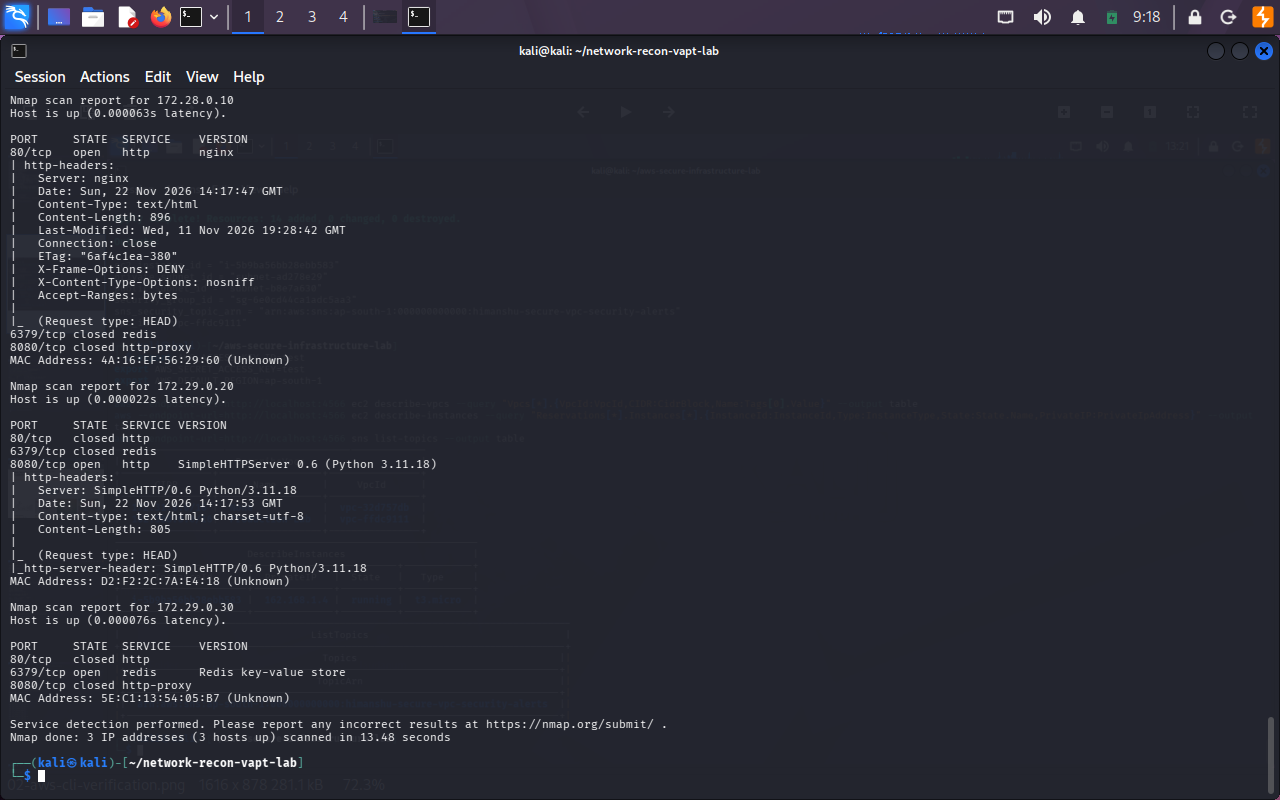 1 2 3 4 9:18
kali@kali: ~/network-recon-vapt-lab
Session Actions Edit View Help
Nmap scan report for 172.28.0.10
Host is up (0.000063s latency).
PORT     STATE  SERVICE    VERSION
80/tcp   open   http       nginx
| http-headers:
|   Server: nginx
|   Date: Sun, 22 Nov 2026 14:17:47 GMT
|   Content-Type: text/html
|   Content-Length: 896
|   Last-Modified: Wed, 11 Nov 2026 19:28:42 GMT
|   Connection: close
|   ETag: "6af4c1ea-380"
|   X-Frame-Options: DENY
|   X-Content-Type-Options: nosniff
|   Accept-Ranges: bytes
|
|_  (Request type: HEAD)
6379/tcp closed redis
8080/tcp closed http-proxy
MAC Address: 4A:16:EF:56:29:60 (Unknown)
Nmap scan report for 172.29.0.20
Host is up (0.000022s latency).
PORT     STATE  SERVICE VERSION
80/tcp   closed http
6379/tcp closed redis
8080/tcp open   http    SimpleHTTPServer 0.6 (Python 3.11.18)
| http-headers:
|   Server: SimpleHTTP/0.6 Python/3.11.18
|   Date: Sun, 22 Nov 2026 14:17:53 GMT
|   Content-type: text/html; charset=utf-8
|   Content-Length: 805
|
|_  (Request type: HEAD)
|_http-server-header: SimpleHTTP/0.6 Python/3.11.18
MAC Address: D2:F2:2C:7A:E4:18 (Unknown)
Nmap scan report for 172.29.0.30
Host is up (0.000076s latency).
PORT     STATE  SERVICE    VERSION
80/tcp   closed http
6379/tcp open   redis      Redis key-value store
8080/tcp closed http-proxy
MAC Address: 5E:C1:13:54:05:B7 (Unknown)
Service detection performed. Please report any incorrect results at https://nmap.org/submit/ .
Nmap done: 3 IP addresses (3 hosts up) scanned in 13.48 seconds
┌──(kali㉿kali)-[~/network-recon-vapt-lab]
└─$
02-aws-cli-verification.png 1616 x 878 281.1 kB 72.3%